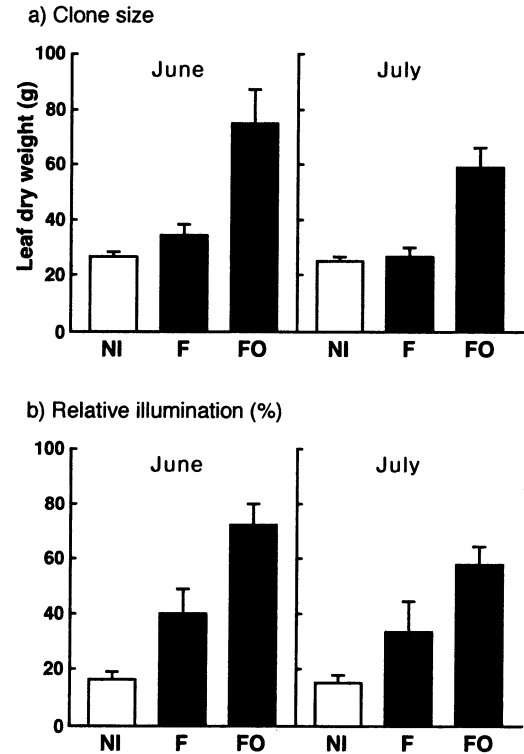 a) Clone size
June
July
Leaf dry weight (g)
100
80
60
40
20
0
NI F FO NI F FO
b) Relative illumination (%)
June
July
100
80
60
40
20
0
NI F FO NI F FO